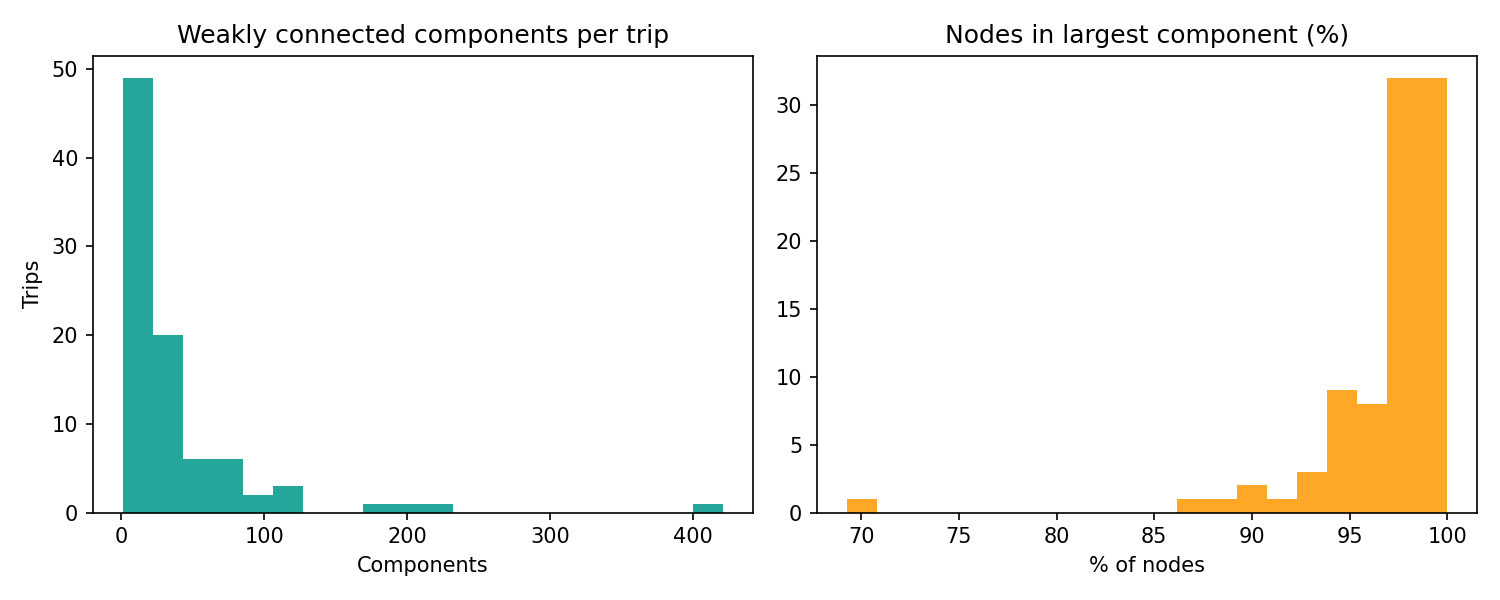 Weakly connected components per trip
50
40
30
20
10
0
Trips
0 100 200 300 400
Components
Nodes in largest component (%)
30
25
20
15
10
5
0
70 75 80 85 90 95 100
% of nodes